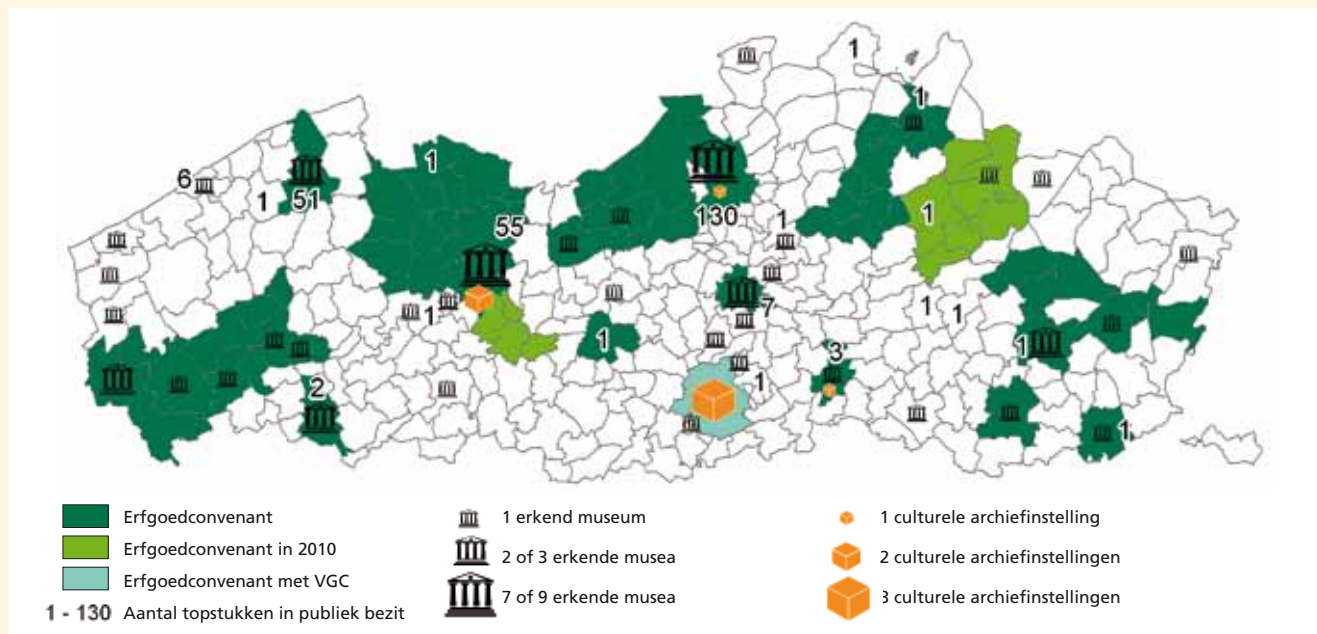 1
1
6
1
51
1
55
130
1
1
7
1
1
1
1
3
1
1
2
1
Erfgoedconvenant
Erfgoedconvenant in 2010
Erfgoedconvenant met VGC
1 - 130 Aantal topstukken in publiek bezit
1 erkend museum
2 of 3 erkende musea
7 of 9 erkende musea
1 culturele archiefinstelling
2 culturele archiefinstellingen
3 culturele archiefinstellingen